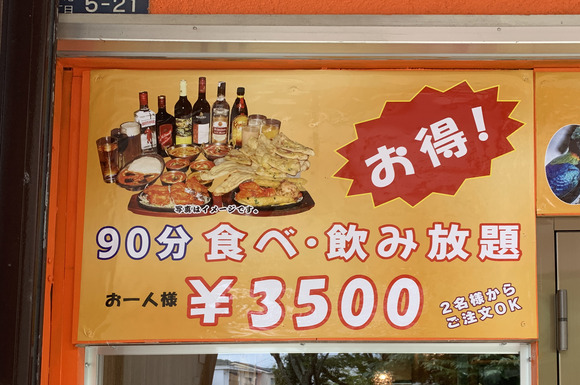 5-21
お得!
写真はイメージです。
90分 食べ・飲み放題
お一人様 ¥3500
2名様から
ご注文OK